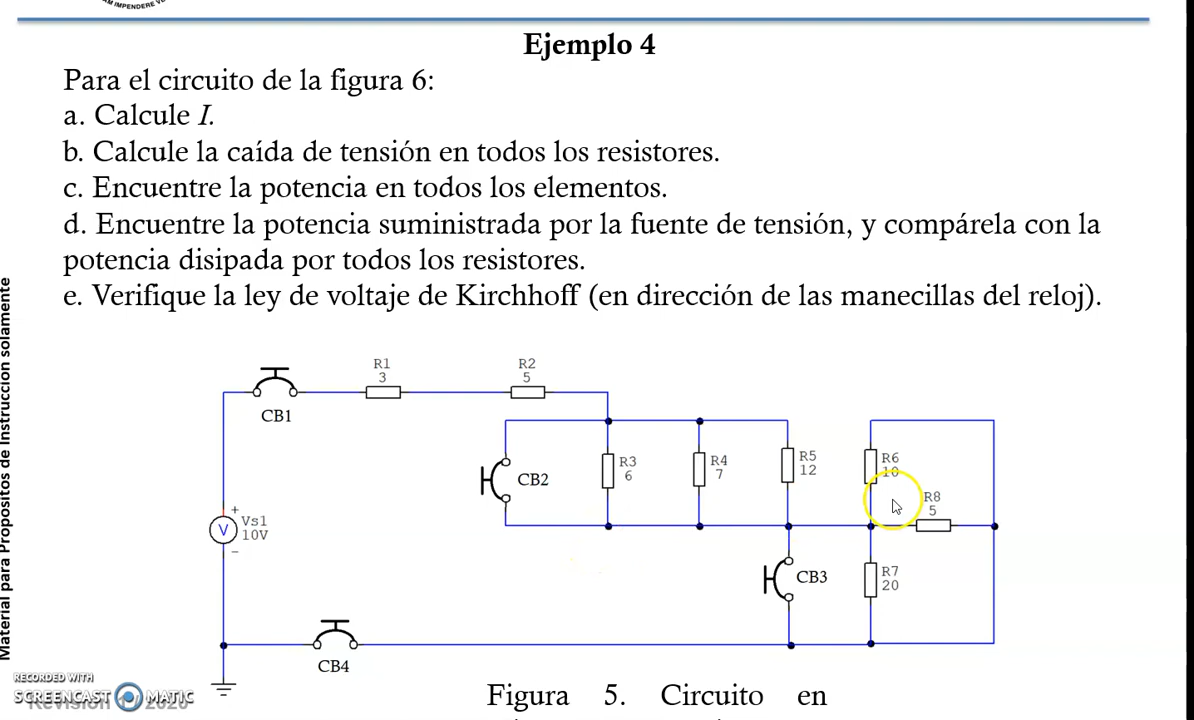 Ejemplo 4
Para el circuito de la figura 6:
a. Calcule I.
b. Calcule la caída de tensión en todos los resistores.
c. Encuentre la potencia en todos los elementos.
d. Encuentre la potencia suministrada por la fuente de tensión, y compárela con la
potencia disipada por todos los resistores.
e. Verifique la ley de voltaje de Kirchhoff (en dirección de las manecillas del reloj).
Material para Propositos de Instruccion solamente
R1
3
R2
5
CB1
CB2
R3
6
R4
7
R5
12
R6
10
R8
5
+
V
Vs1
10V
–
CB3
R7
20
CB4
RECORDED WITH
SCREENCAST MATIC
Figura 5. Circuito en